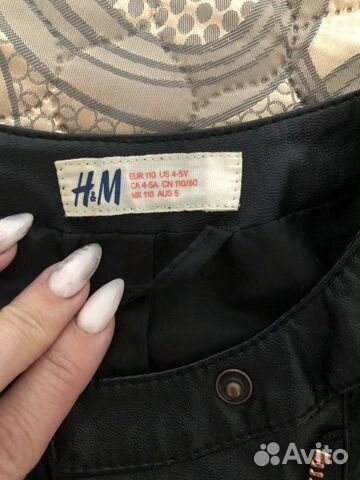 H&M
EUR 110 US 4-5Y
CA 4-5A CN 110/60
MX 110 AUS 5
Avito